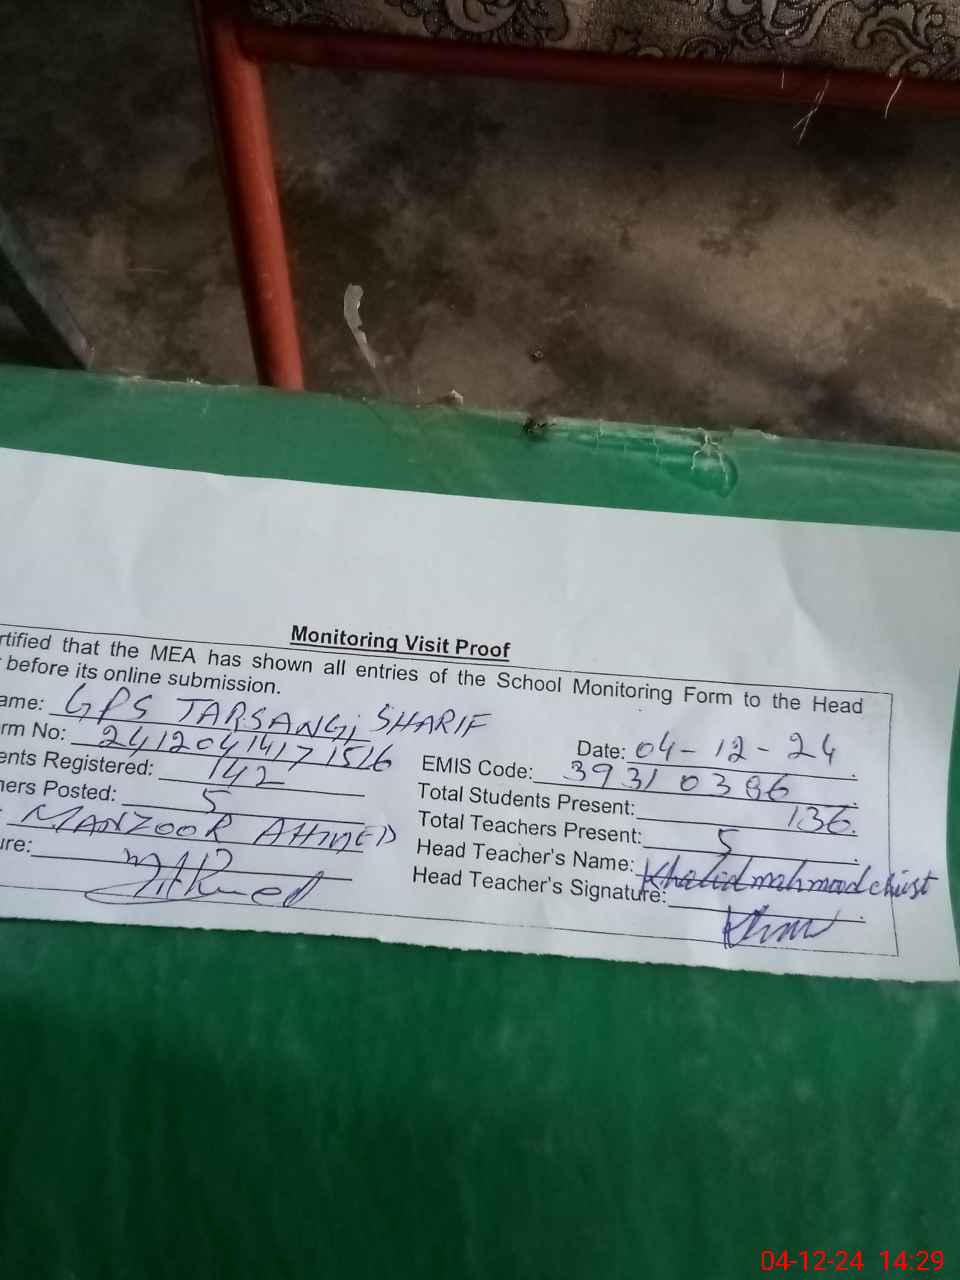 Monitoring Visit Proof
rtified that the MEA has shown all entries of the School Monitoring Form to the Head
before its online submission.
ame: GPS TARSANGI SHARIF
Date: 04-12-24
rm No: 24120414171516
EMIS Code: 39310386
ents Registered: 142
Total Students Present: 136
hers Posted: 5
Total Teachers Present: 5
MANZOOR AHMED
Head Teacher's Name: Khalid mahmood chist
ure:
Head Teacher's Signature:
04-12-24 14:29